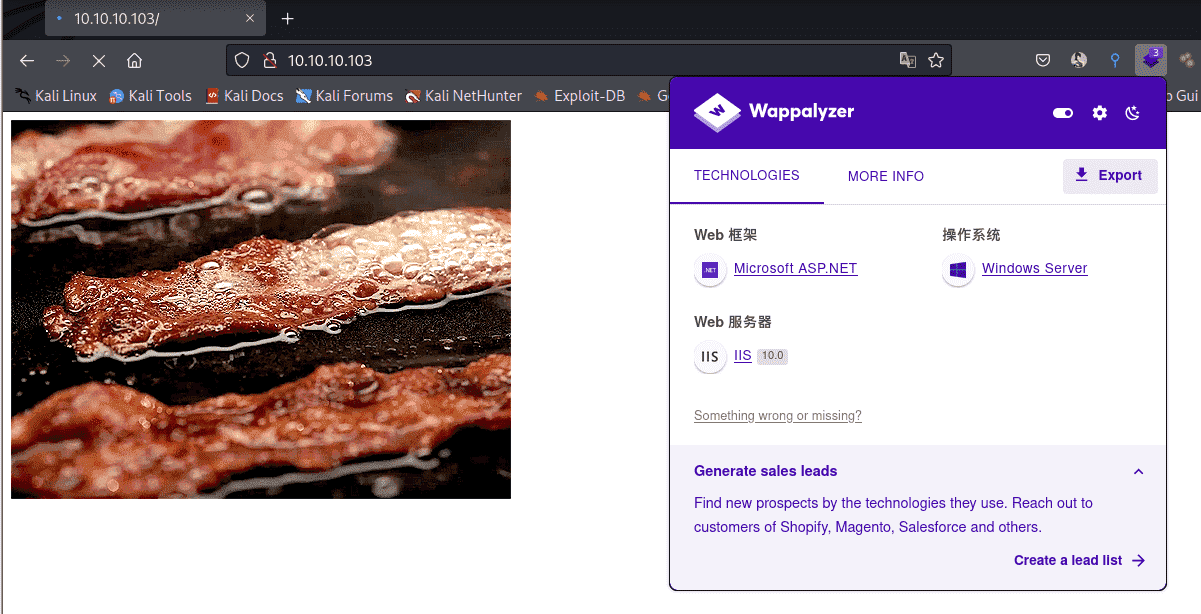 10.10.10.103/
10.10.10.103
Kali Linux Kali Tools Kali Docs Kali Forums Kali NetHunter Exploit-DB G
Gui
3
Wappalyzer
TECHNOLOGIES MORE INFO Export
Web 框架 操作系统
.NET Microsoft ASP.NET Windows Server
Web 服务器
IIS IIS 10.0
Something wrong or missing?
Generate sales leads
Find new prospects by the technologies they use. Reach out to
customers of Shopify, Magento, Salesforce and others.
Create a lead list